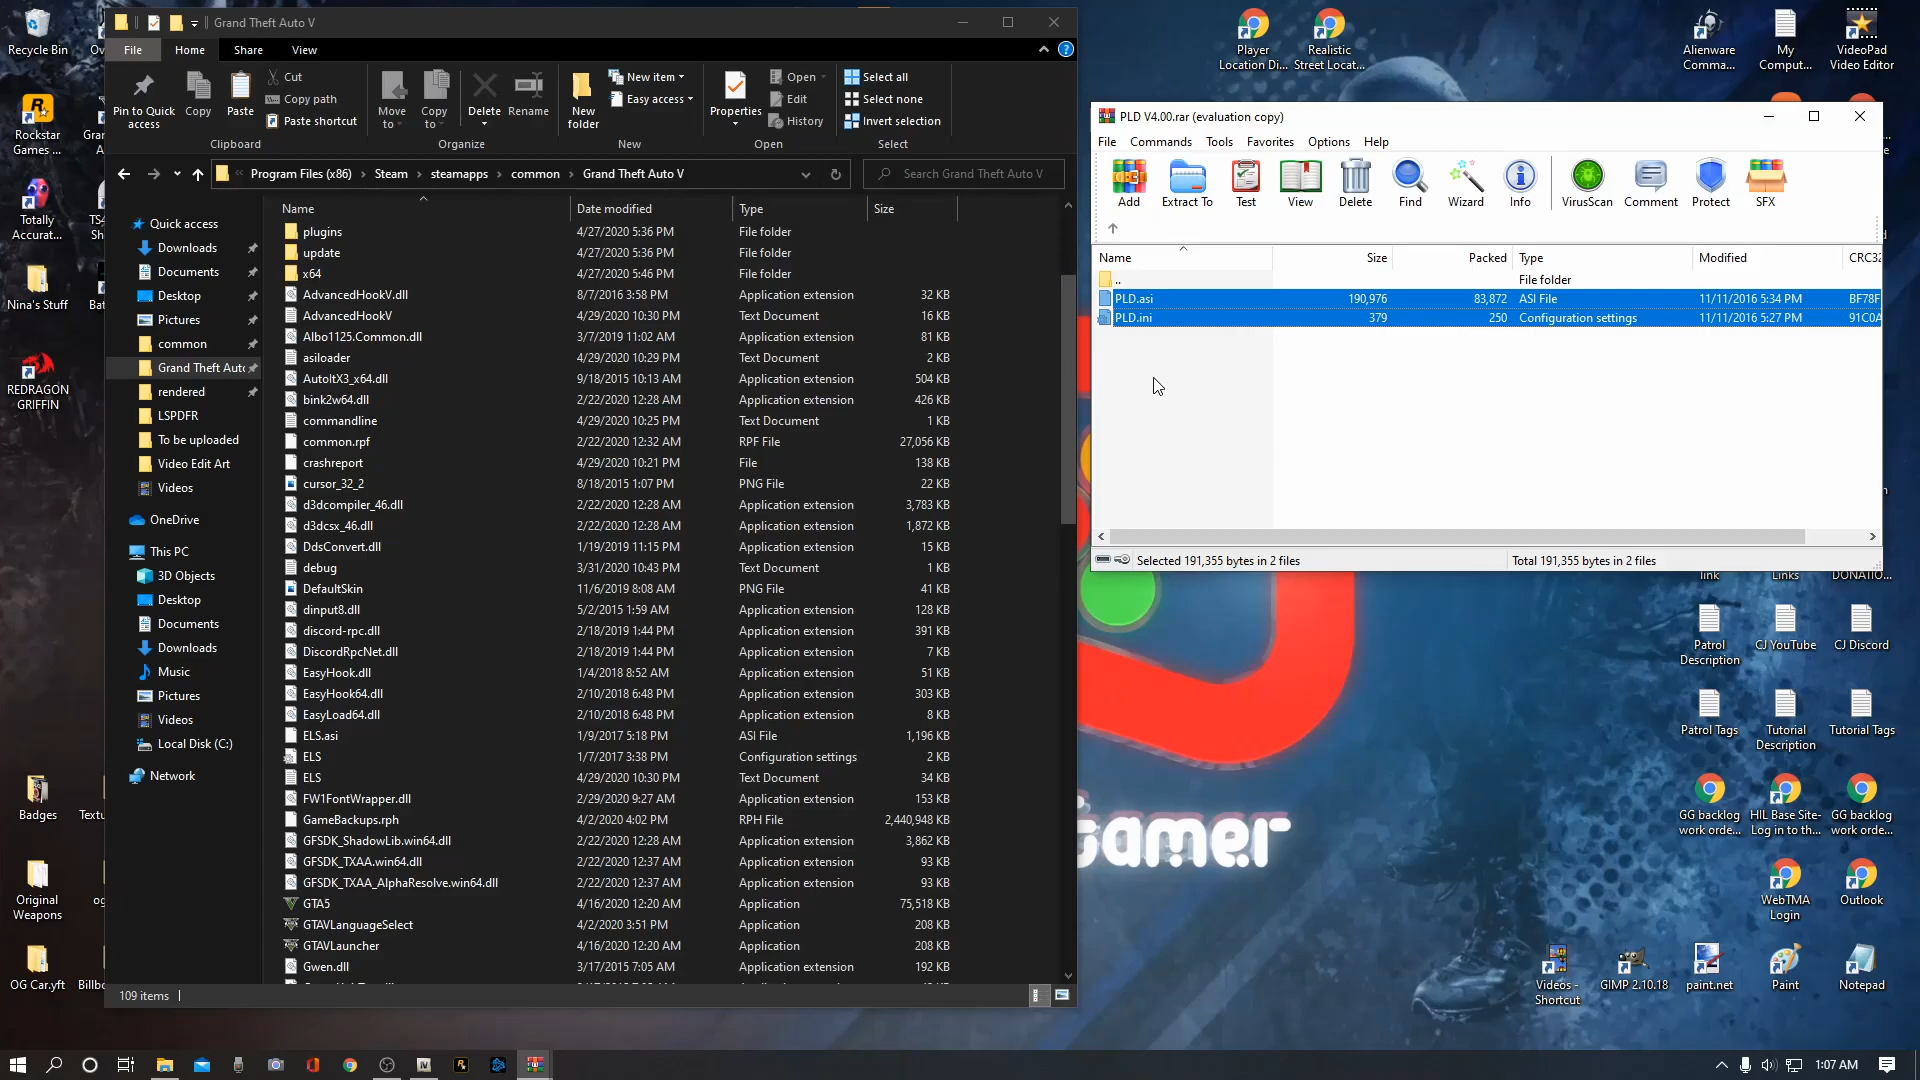 Recycle Bin
Ov
Rockstar
Games ...
Gran
A
Totally
Accurat...
TS4
Sh
Nina's Stuff
Bat
REDRAGON
GRIFFIN
Badges
Textu
Original
Weapons
og
OG Car.yft
Billbo
Grand Theft Auto V
File
Home
Share
View
Pin to Quick
access
Copy
Paste
Cut
Copy path
Paste shortcut
Clipboard
Move
to
Copy
to
Delete
Rename
Organize
New
folder
New item
Easy access
New
Properties
Open
Edit
History
Open
Select all
Select none
Invert selection
Select
Program Files (x86) › Steam › steamapps › common › Grand Theft Auto V
Search Grand Theft Auto V
Quick access
Downloads
Documents
Desktop
Pictures
common
Grand Theft Auto
rendered
LSPDFR
To be uploaded
Video Edit Art
Videos
OneDrive
This PC
3D Objects
Desktop
Documents
Downloads
Music
Pictures
Videos
Local Disk (C:)
Network
Name Date modified Type Size
plugins 4/27/2020 5:36 PM File folder
update 4/27/2020 5:36 PM File folder
x64 4/27/2020 5:46 PM File folder
AdvancedHookV.dll 8/7/2016 3:58 PM Application extension 32 KB
AdvancedHookV 4/29/2020 10:30 PM Text Document 16 KB
Albo1125.Common.dll 3/7/2019 11:02 AM Application extension 81 KB
asiloader 4/29/2020 10:29 PM Text Document 2 KB
AutoItX3_x64.dll 9/18/2015 10:13 AM Application extension 504 KB
bink2w64.dll 2/22/2020 12:28 AM Application extension 426 KB
commandline 4/29/2020 10:25 PM Text Document 1 KB
common.rpf 2/22/2020 12:32 AM RPF File 27,056 KB
crashreport 4/29/2020 10:21 PM File 138 KB
cursor_32_2 8/18/2015 1:07 PM PNG File 22 KB
d3dcompiler_46.dll 2/22/2020 12:28 AM Application extension 3,783 KB
d3dcsx_46.dll 2/22/2020 12:28 AM Application extension 1,872 KB
DdsConvert.dll 1/19/2019 11:15 PM Application extension 15 KB
debug 3/31/2020 10:43 PM Text Document 1 KB
DefaultSkin 11/6/2019 8:08 AM PNG File 41 KB
dinput8.dll 5/2/2015 1:59 AM Application extension 128 KB
discord-rpc.dll 2/18/2019 1:44 PM Application extension 391 KB
DiscordRpcNet.dll 2/18/2019 1:44 PM Application extension 7 KB
EasyHook.dll 1/4/2018 8:52 AM Application extension 51 KB
EasyHook64.dll 2/10/2018 6:48 PM Application extension 303 KB
EasyLoad64.dll 2/10/2018 6:48 PM Application extension 8 KB
ELS.asi 1/9/2017 5:18 PM ASI File 1,196 KB
ELS 1/7/2017 3:38 PM Configuration settings 2 KB
ELS 4/29/2020 10:30 PM Text Document 34 KB
FW1FontWrapper.dll 2/29/2020 9:27 AM Application extension 153 KB
GameBackups.rph 4/2/2020 4:02 PM RPH File 2,440,948 KB
GFSDK_ShadowLib.win64.dll 2/22/2020 12:28 AM Application extension 3,862 KB
GFSDK_TXAA.win64.dll 2/22/2020 12:37 AM Application extension 93 KB
GFSDK_TXAA_AlphaResolve.win64.dll 2/22/2020 12:37 AM Application extension 93 KB
GTA5 4/16/2020 12:20 AM Application 75,518 KB
GTAVLanguageSelect 4/2/2020 3:51 PM Application 208 KB
GTAVLauncher 4/16/2020 12:20 AM Application 208 KB
Gwen.dll 3/17/2015 7:05 AM Application extension 192 KB
109 items
Player
Location Di...
Realistic
Street Locat...
Alienware
Comma...
My
Comput...
VideoPad
Video Editor
PLD V4.00.rar (evaluation copy)
File Commands Tools Favorites Options Help
Add Extract To Test View Delete Find Wizard Info VirusScan Comment Protect SFX
Name Size Packed Type Modified CRC32
.. File folder
PLD.asi 190,976 83,872 ASI File 11/11/2016 5:34 PM BF78F
PLD.ini 379 250 Configuration settings 11/11/2016 5:27 PM 91C0A
Selected 191,355 bytes in 2 files
Total 191,355 bytes in 2 files
link
Links
DONATIO...
Patrol
Description
CJ YouTube
CJ Discord
Patrol Tags
Tutorial
Description
Tutorial Tags
GG backlog
work orde...
HIL Base Site-
Log in to th...
GG backlog
work orde...
WebTMA
Login
Outlook
Videos -
Shortcut
GIMP 2.10.18
paint.net
Paint
Notepad
Gamer
1:07 AM